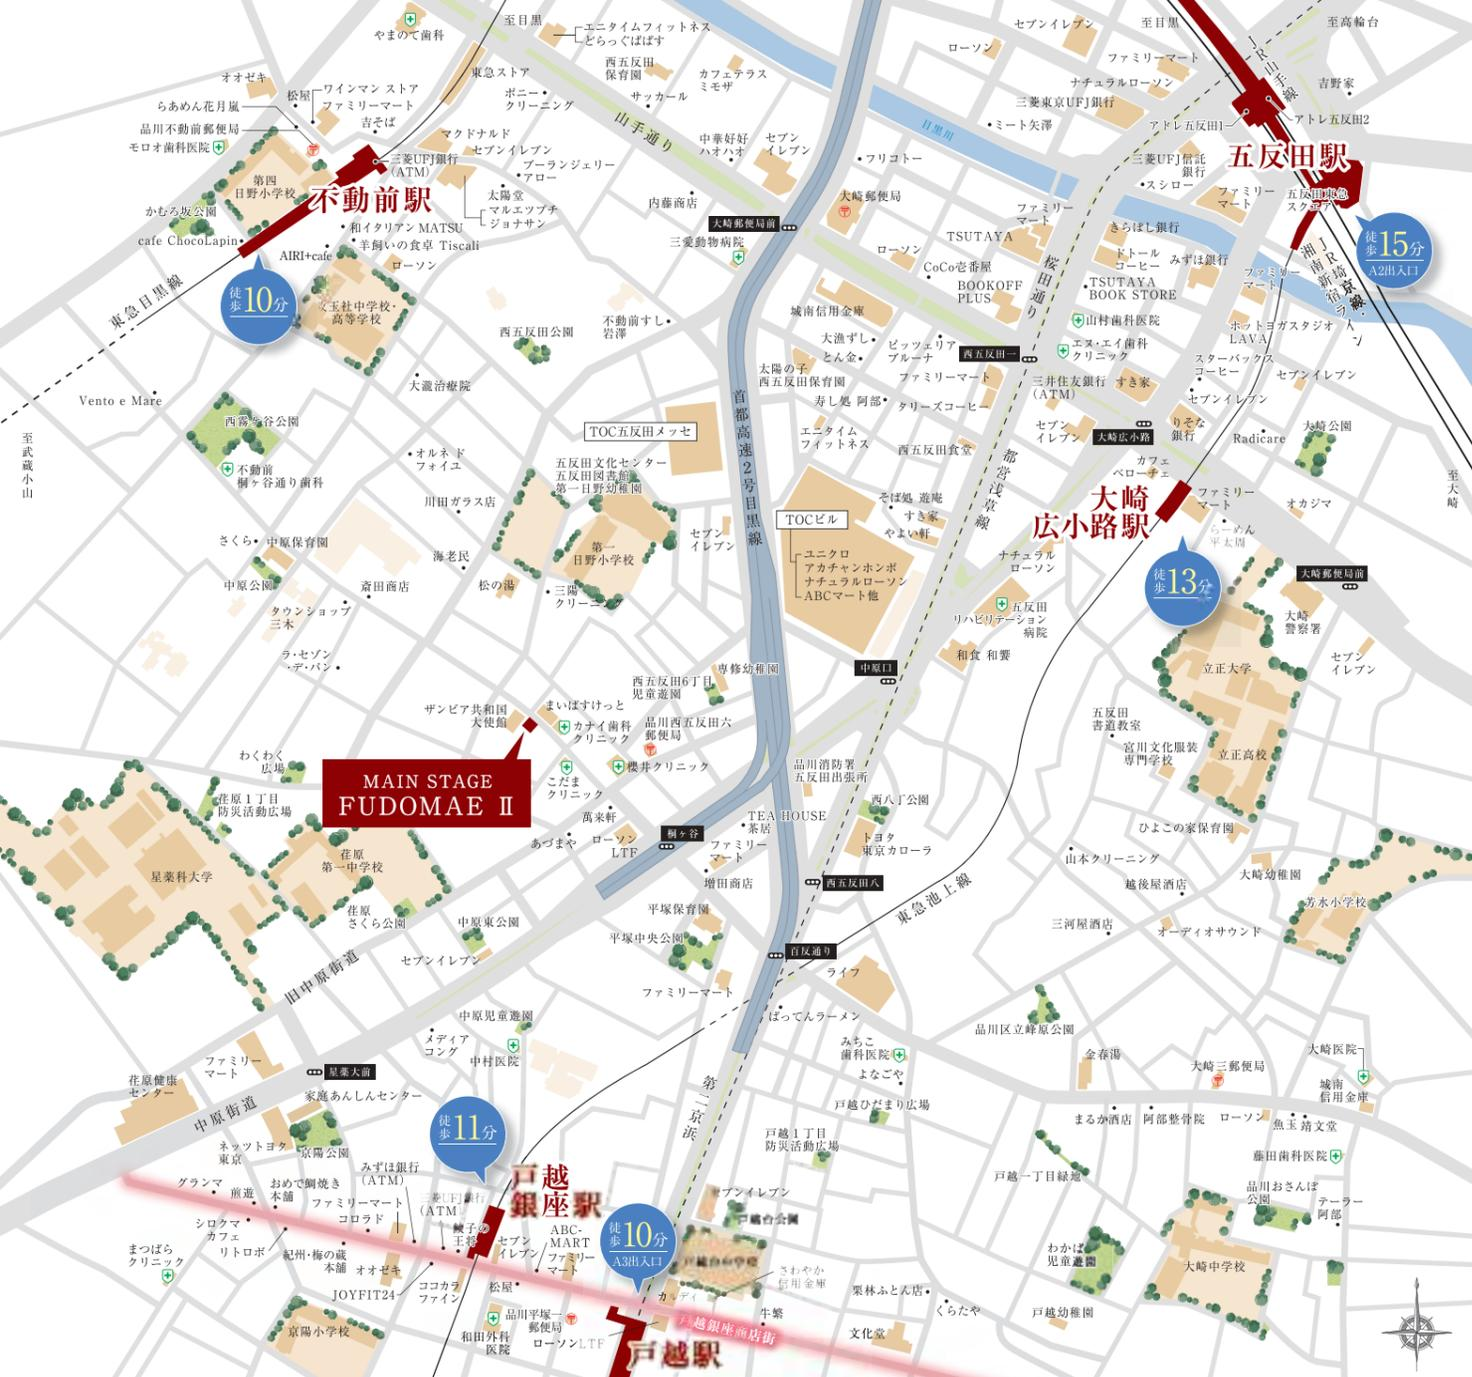 やまのて歯科
至目黒
エニタイムフィットネス
どらっぐぱぱす
西五反田
保育園
サッカール
カフェテラス
ミモザ
ローソン
セブンイレブン
ファミリーマート
至目黒
JR山手線
至高輪台
吉野家
オオゼキ
松屋
ワインマン ストア
ファミリーマート
らあめん花月嵐
吉そば
品川不動前郵便局
モロオ歯科医院
東急ストア
ポニー
クリーニング
山手通り
中華好好
ハオハオ
セブン
イレブン
ナチュラルローソン
三菱東京UFJ銀行
ミート矢澤
目黒川
アトレ五反田1
アトレ五反田2
マクドナルド
セブンイレブン
三菱UFJ銀行
(ATM)
ブーランジェリー
アロー
太陽堂
マルエツプチ
ジョナサン
第四
日野小学校
不動前駅
かむろ坂公園
cafe ChocoLapin
和イタリアン MATSU
羊飼いの食卓 Tiscali
AIRI+cafe
ローソン
内藤商店
大崎郵便局前
フリコトー
大崎郵便局
三菱UFJ信託
銀行
スシロー
五反田駅
五反田東急
スクエア
ファミリー
マート
ファミリー
マート
TSUTAYA
きらぼし銀行
三愛動物病院
ローソン
CoCo壱番屋
BOOKOFF
PLUS
桜田通り
ドトール
コーヒー
みずほ銀行
TSUTAYA
BOOK STORE
ファミリー
マート
徒歩15分
A2出入口
JR埼京線・
湘南新宿ライン
徒歩10分
東急目黒線
攻玉社中学校・
高等学校
西五反田公園
不動前すし
岩澤
城南信用金庫
大漁ずし
とん金
ピッツェリア
ブルーナ
西五反田一
山村歯科医院
エヌ・エイ歯科
クリニック
ホットヨガスタジオ
LAVA
スターバックス
コーヒー
セブンイレブン
太陽の子
西五反田保育園
ファミリーマート
三井住友銀行
(ATM)
すき家
大瀧治療院
Vento e Mare
寿し処 阿部
タリーズコーヒー
セブンイレブン
至武蔵小山
西霧ヶ谷公園
TOC五反田メッセ
首都高速2号目黒線
エニタイム
フィットネス
西五反田食堂
セブン
イレブン
大崎広小路
りそな
銀行
Radicare
大崎公園
オルネ ド
フォイユ
不動前
桐ヶ谷通り歯科
五反田文化センター
五反田図書館
第一日野幼稚園
都営浅草線
カフェ
ベローチェ
至大崎
川田ガラス店
そば処 遊庵
すき家
やよい軒
大崎
広小路駅
ファミリー
マート
オカジマ
らーめん
平太周
TOCビル
ユニクロ
アカチャンホンポ
ナチュラルローソン
ABCマート他
セブン
イレブン
第一
日野小学校
さくら
中原保育園
海老民
ナチュラル
ローソン
徒歩13分
大崎郵便局前
中原公園
斎田商店
松の湯
三陽
クリーニング
タウンショップ
三木
五反田
リハビリテーション
病院
大崎
警察署
ラ・セゾン
・デ・パン
専修幼稚園
和食 和饗
中原口
立正大学
セブン
イレブン
西五反田6丁目
児童遊園
ザンビア共和国
大使館
まいばすけっと
カナイ歯科
クリニック
品川西五反田六
郵便局
五反田
書道教室
宮川文化服装
専門学校
立正高校
MAIN STAGE
FUDOMAE Ⅱ
わくわく
広場
こだま
クリニック
櫻井クリニック
品川消防署
五反田出張所
荏原1丁目
防災活動広場
萬来軒
TEA HOUSE
茶居
西八丁公園
あづまや
ローソン
LTF
桐ヶ谷
ファミリー
マート
トヨタ
東京カローラ
ひよこの家保育園
山本クリーニング
荏原
第一中学校
星薬科大学
増田商店
西五反田八
東急池上線
越後屋酒店
大崎幼稚園
芳水小学校
荏原
さくら公園
中原東公園
平塚保育園
平塚中央公園
三河屋酒店
オーディオサウンド
旧中原街道
セブンイレブン
百反通り
ライフ
ファミリーマート
中原児童遊園
ばってんラーメン
品川区立峰原公園
メディア
コング
中村医院
みちこ
歯科医院
金春湯
大崎医院
ファミリー
マート
星薬大前
よなごや
大崎三郵便局
城南
信用金庫
荏原健康
センター
家庭あんしんセンター
第二京浜
戸越ひだまり広場
まるか酒店
阿部整骨院
ローソン
魚玉
靖文堂
中原街道
徒歩11分
ネッツトヨタ
東京
京陽公園
戸越1丁目
防災活動広場
藤田歯科医院
グランマ
煎遊
おめで鯛焼き
本舗
みずほ銀行
(ATM)
三菱UFJ銀行
(ATM)
戸越
銀座駅
セブンイレブン
戸越台公園
戸越一丁目緑地
品川おさんぽ
公園
テーラー
阿部
シロクマ
カフェ
リトロボ
コロラド
ファミリーマート
餃子の
王将
セブン
イレブン
ABC-
MART
徒歩10分
A3出入口
まつばら
クリニック
紀州・梅の蔵
本舗
オオゼキ
ファミリー
マート
さわやか
信用金庫
わかば
児童遊園
大崎中学校
JOYFIT24
ココカラ
ファイン
松屋
カルディ
栗林ふとん店
くらたや
京陽小学校
和田外科
医院
品川平塚一
郵便局
ローソンLTF
戸越銀座商店街
牛繁
文化堂
戸越幼稚園
戸越駅